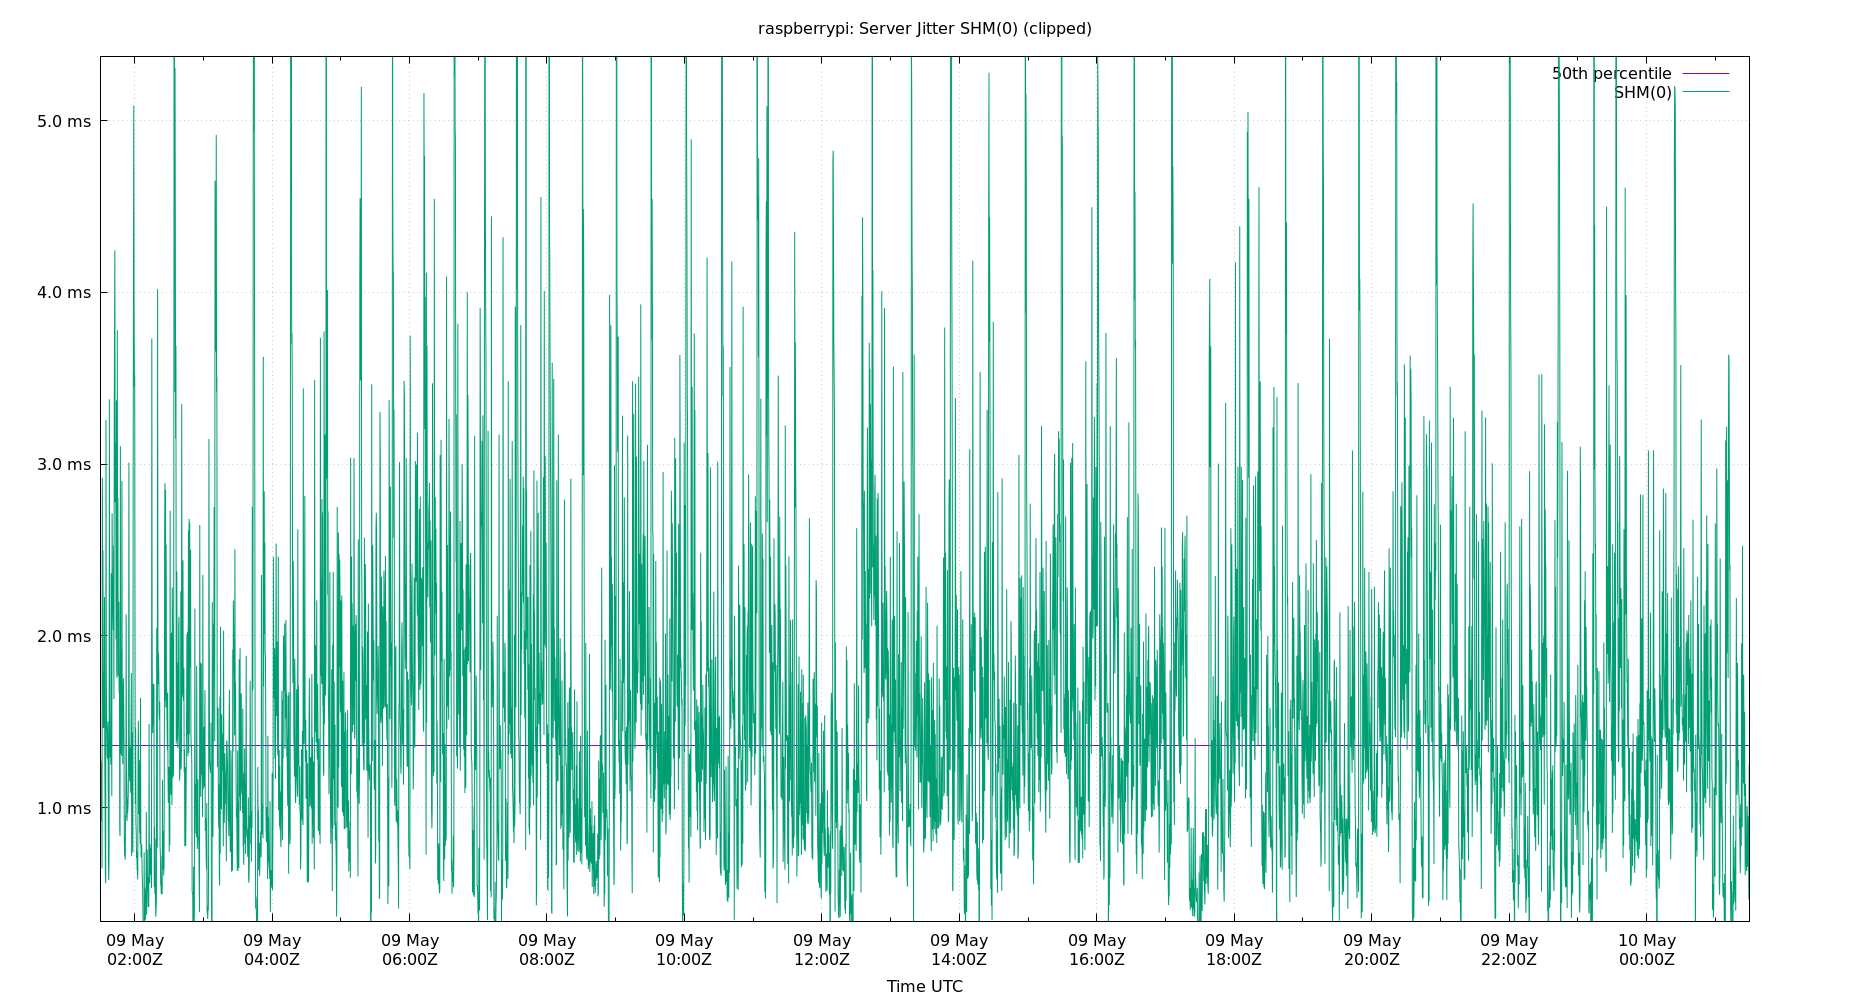 raspberrypi: Server Jitter SHM(0) (clipped)
50th percentile
SHM(0)
5.0 ms
4.0 ms
3.0 ms
2.0 ms
1.0 ms
09 May 09 May 09 May 09 May 09 May 09 May 09 May 09 May 09 May 09 May 09 May 10 May
02:00Z 04:00Z 06:00Z 08:00Z 10:00Z 12:00Z 14:00Z 16:00Z 18:00Z 20:00Z 22:00Z 00:00Z
Time UTC